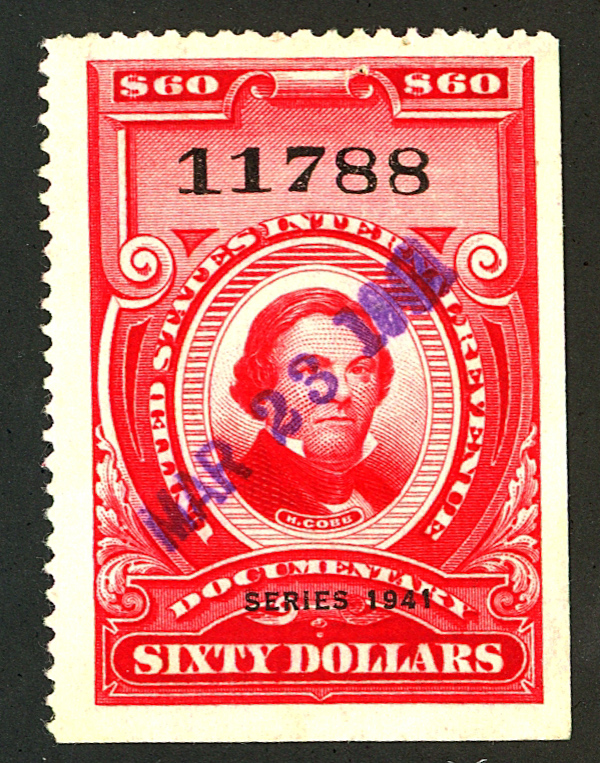 $60 $60
11788
UNITED STATES INTERNAL REVENUE
MAR 23
H. COBB
DOCUMENTARY
SERIES 1941
SIXTY DOLLARS